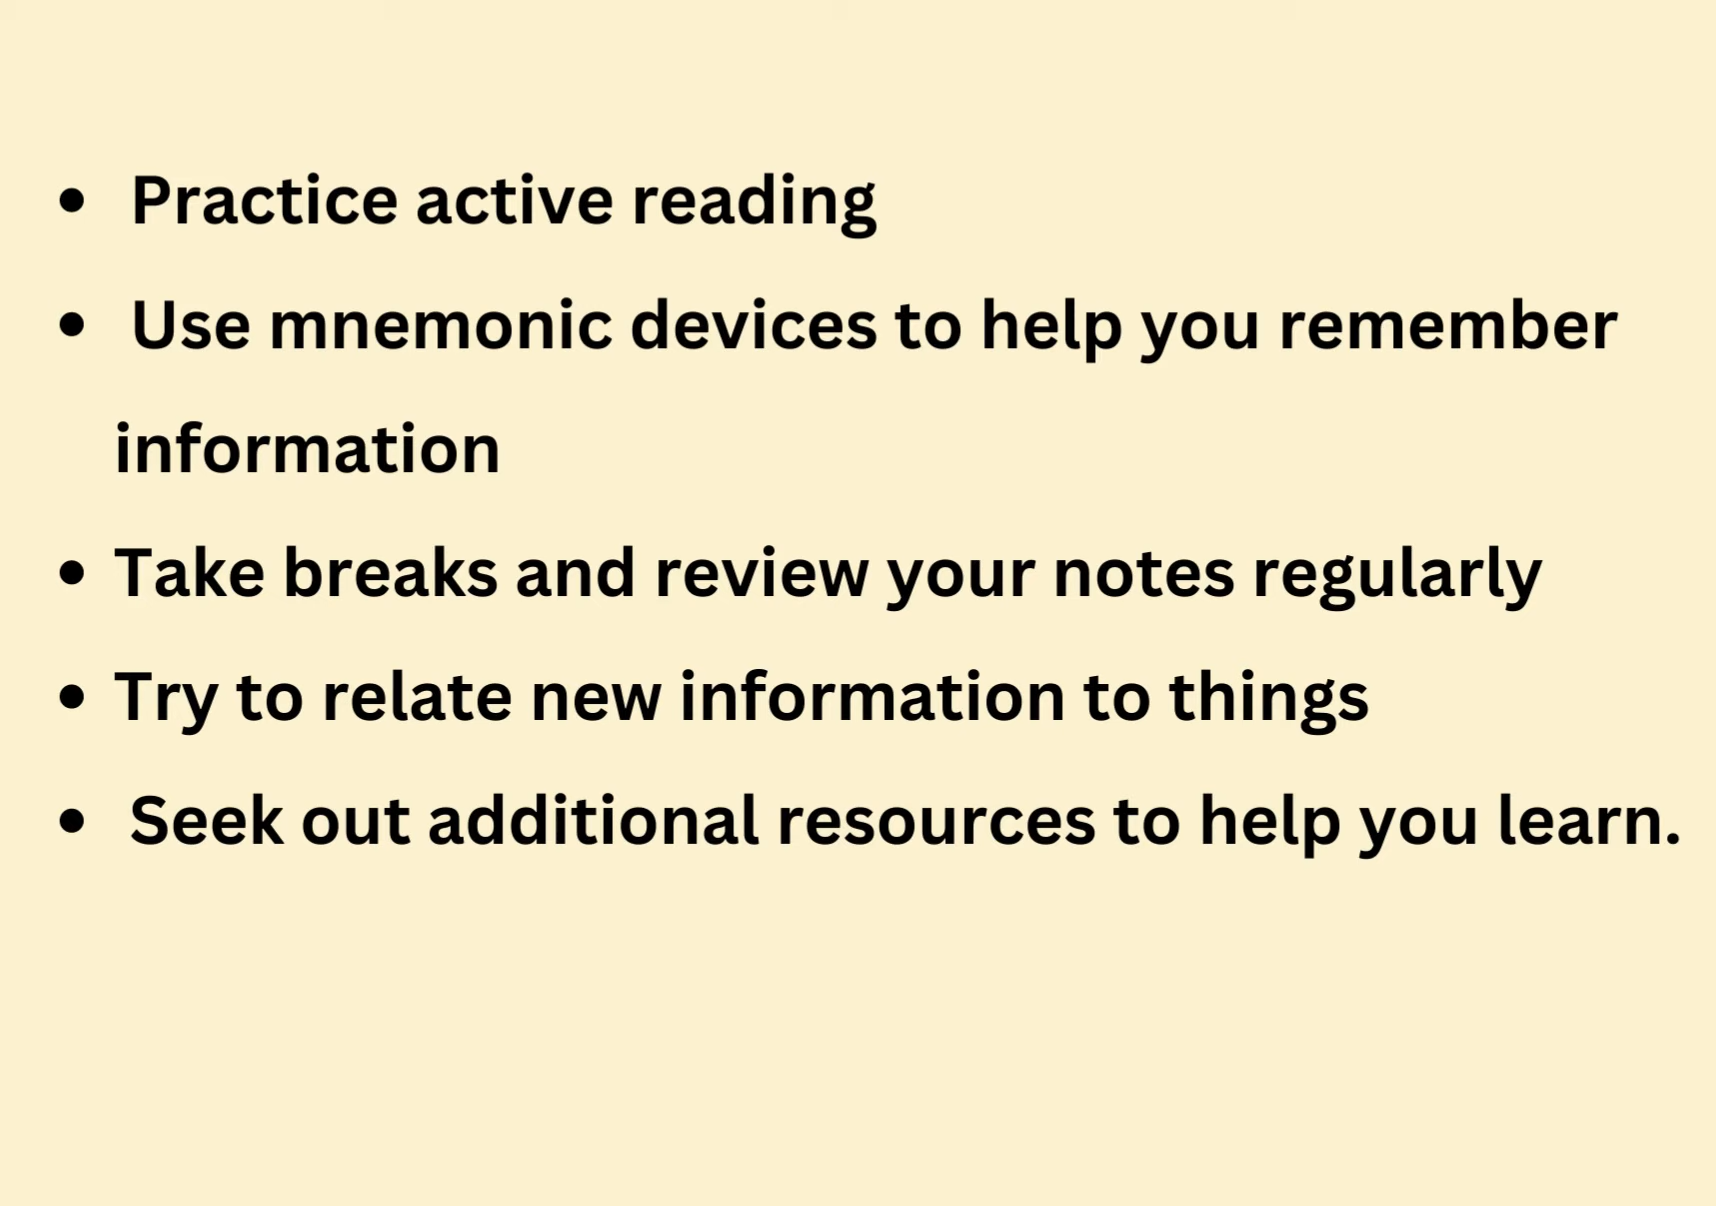 • Practice active reading
• Use mnemonic devices to help you remember
information
• Take breaks and review your notes regularly
• Try to relate new information to things
• Seek out additional resources to help you learn.